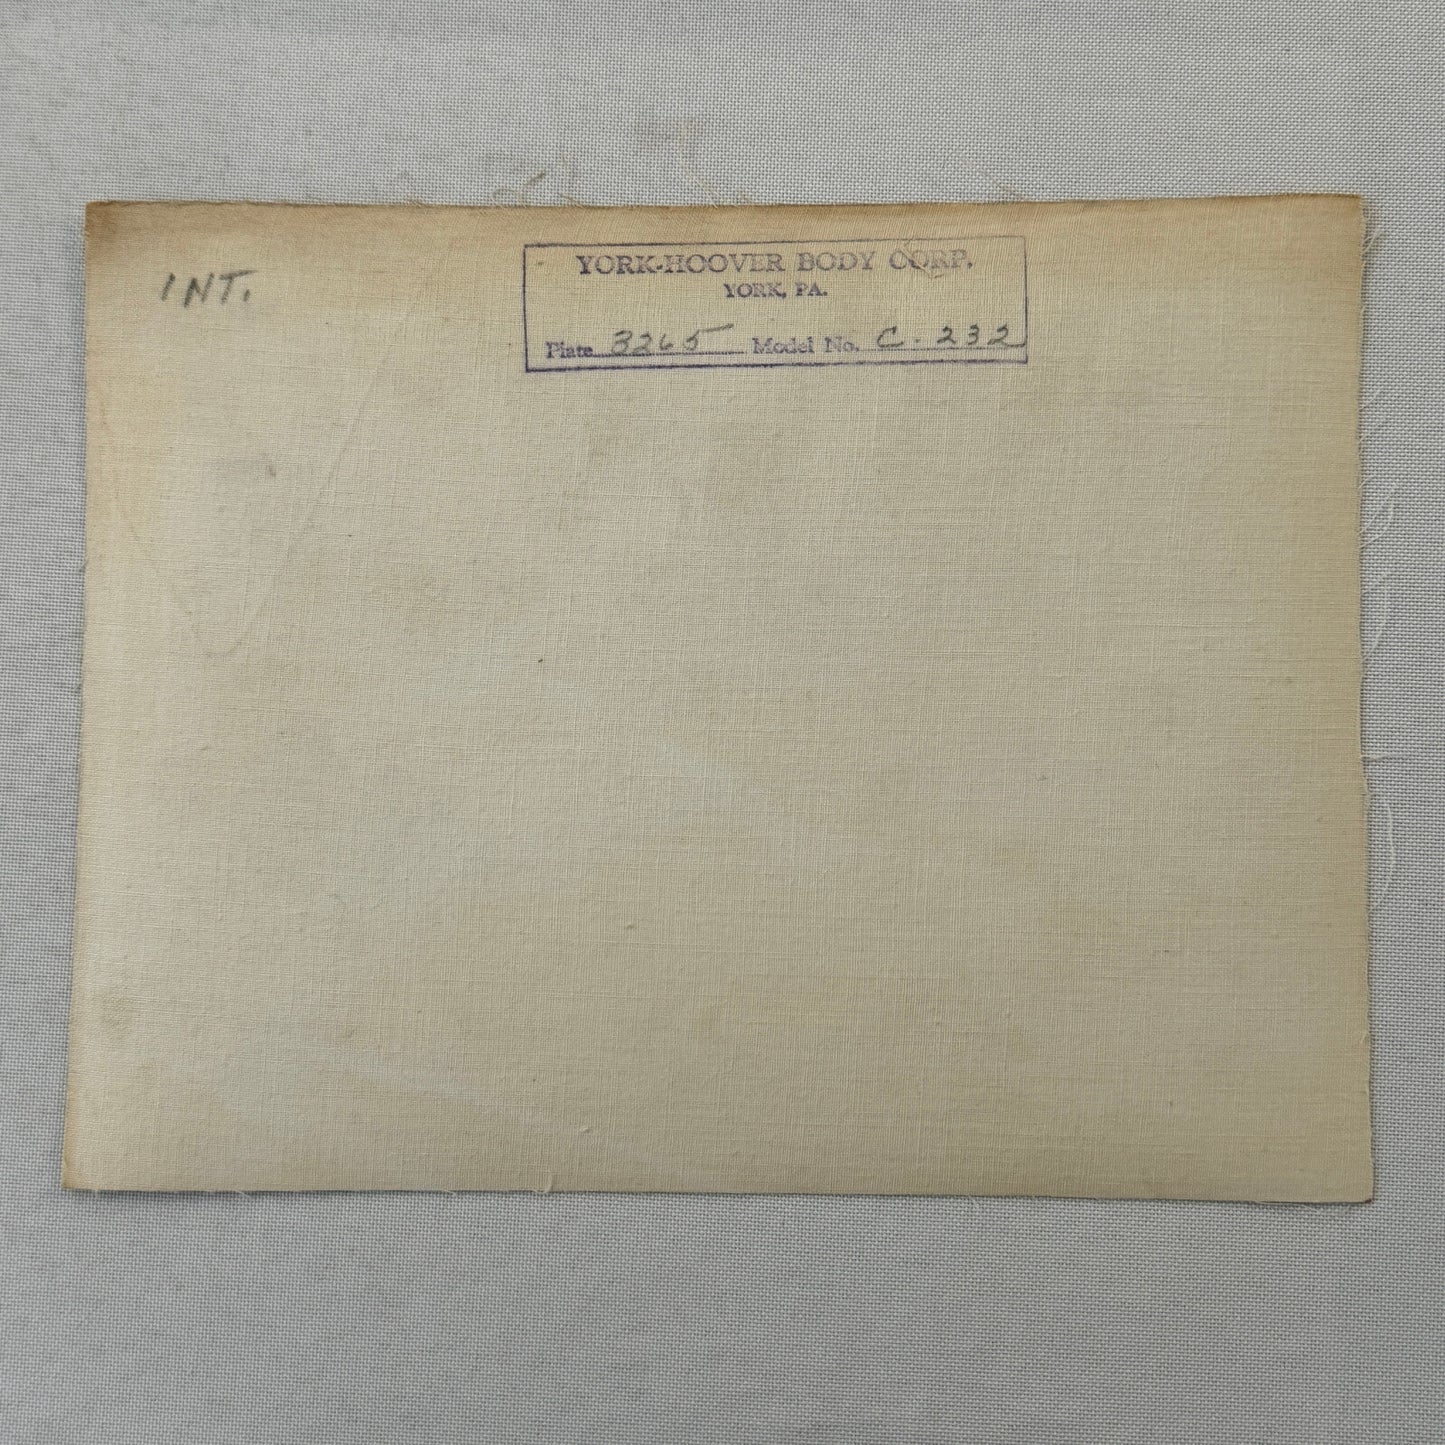 INT.
YORK-HOOVER BODY CORP.
YORK, PA.
Plate 3265 Model No. C-232